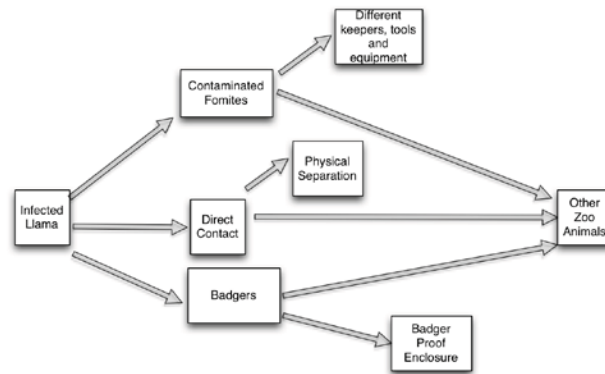 Different
keepers, tools
and
equipment
Contaminated
Fomites
Physical
Separation
Infected
Llama
Direct
Contact
Other
Zoo
Animals
Badgers
Badger
Proof
Enclosure